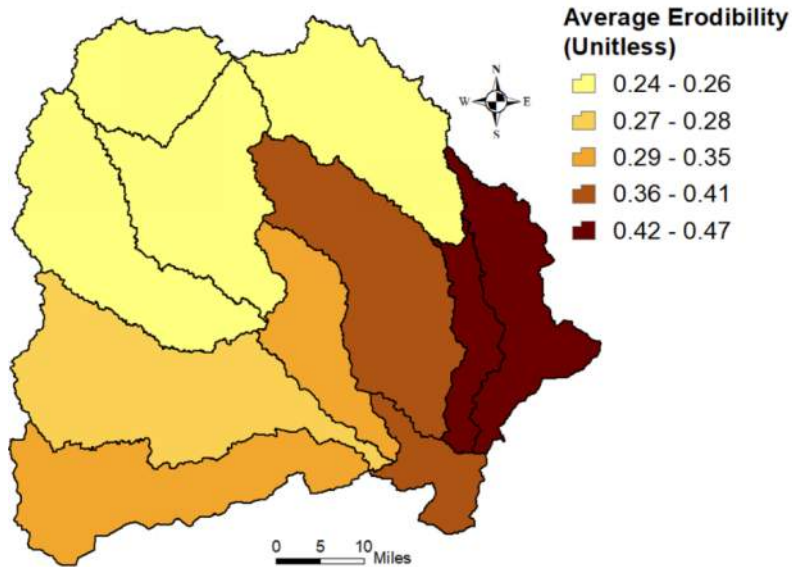 Average Erodibility
(Unitless)
0.24 - 0.26
0.27 - 0.28
0.29 - 0.35
0.36 - 0.41
0.42 - 0.47
N
W E
S
0 5 10
Miles